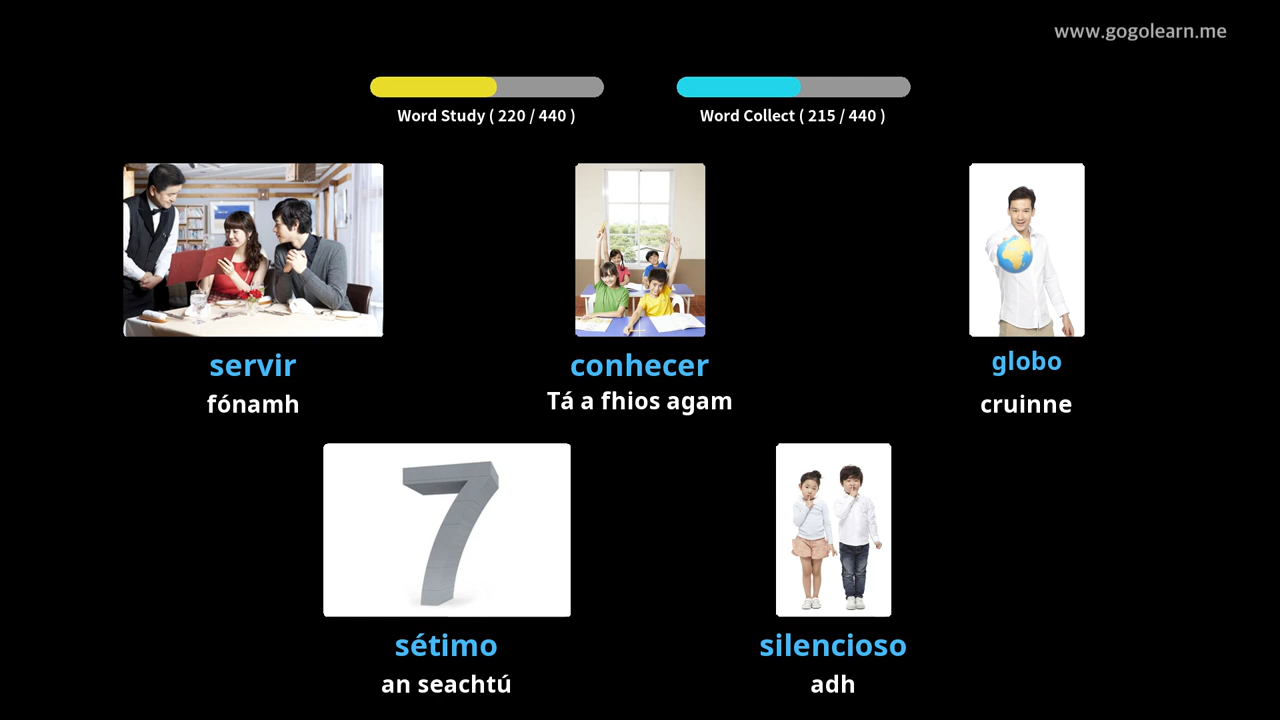 www.gogolearn.me
Word Study ( 220 / 440 )
Word Collect ( 215 / 440 )
servir
fónamh
conhecer
Tá a fhios agam
globo
cruinne
7
sétimo
an seachtú
silencioso
adh